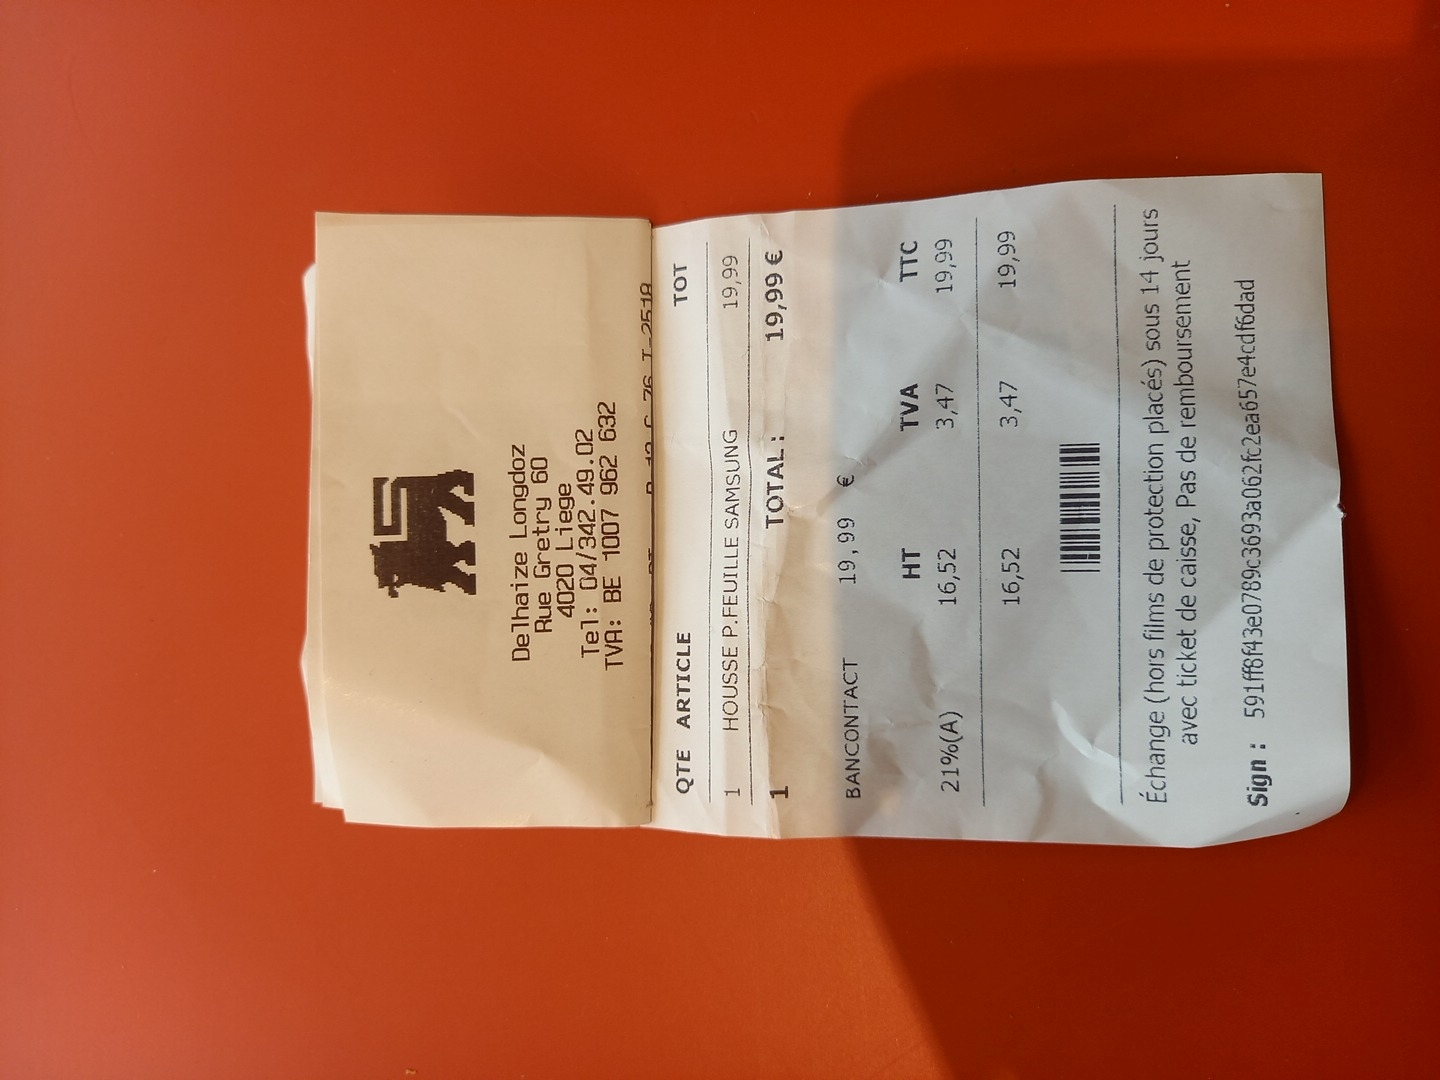 Delhaize Longdoz
Rue Gretry 60
4020 Liege
Tel: 04/342.49.02
TVA: BE 1007 962 632
QTE ARTICLE TOT
1 HOUSSE P.FEUILLE SAMSUNG 19,99
1 TOTAL: 19,99 €
BANCONTACT 19,99 €
HT TVA TTC
21%(A) 16,52 3,47 19,99
16,52 3,47 19,99
Échange (hors films de protection placés) sous 14 jours
avec ticket de caisse, Pas de remboursement
Sign : 591ff8f43e0789c3693a062fc2ea657e4cdf6dad